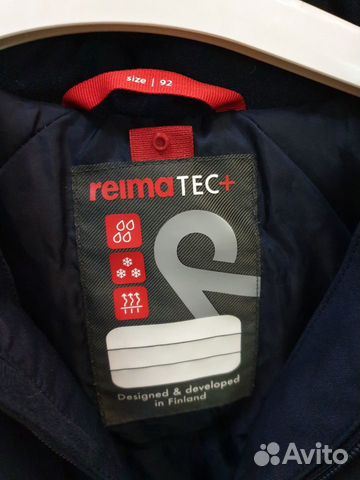 size | 92
reimaTEC+
Designed & developed
in Finland
Avito